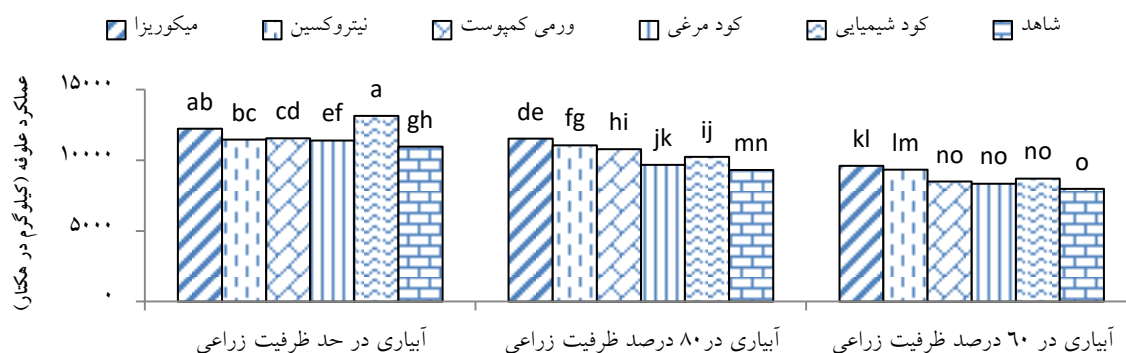 میکوریزا نیتروکسین ورمی کمپوست کود مرغی کود شیمیایی شاهد
عملکرد علوفه (کیلوگرم در هکتار)
۱۵۰۰۰
۱۰۰۰۰
۵۰۰۰
۰
ab bc cd ef a gh
de fg hi jk ij mn
kl lm no no no o
آبیاری در حد ظرفیت زراعی
آبیاری در ۸۰ درصد ظرفیت زراعی
آبیاری در ۶۰ درصد ظرفیت زراعی